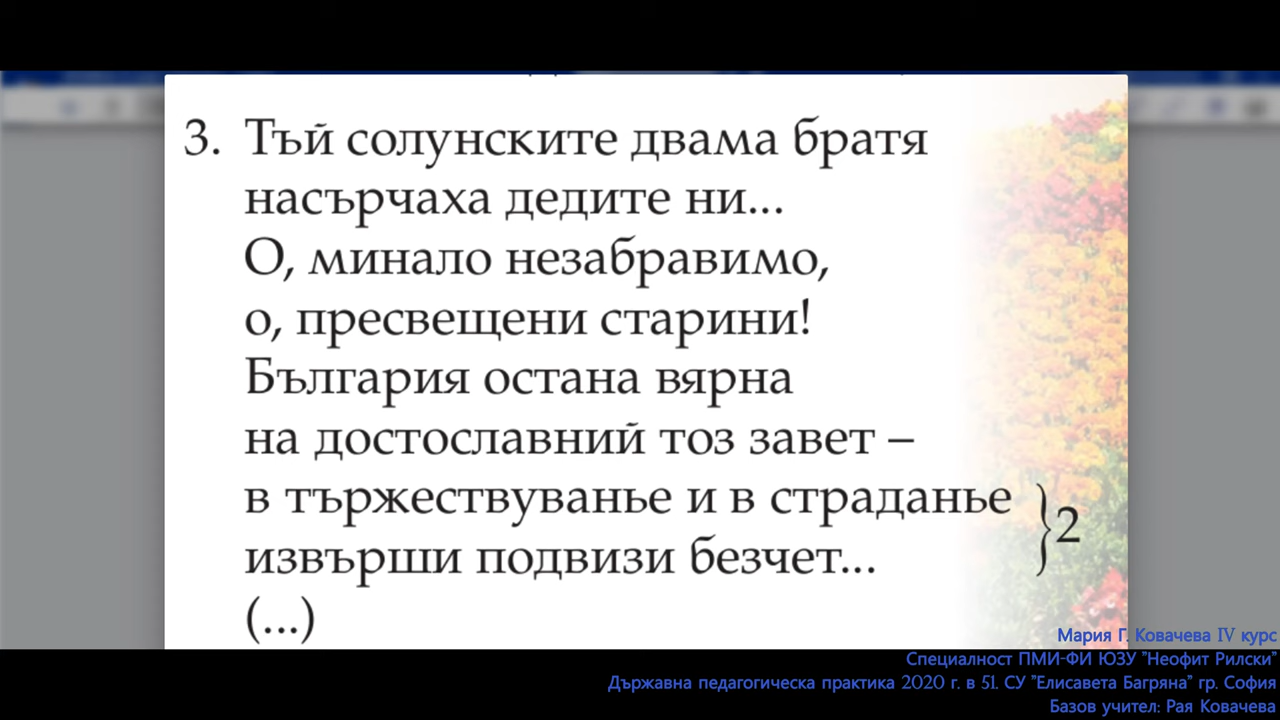 3. Тъй солунските двама братя
насърчаха дедите ни...
О, минало незабравимо,
о, пресвещени старини!
България остана вярна
на достославний тоз завет –
в тържествуванье и в страданье
извърши подвизи безчет...
}2
(...)
Мария Г. Ковачева IV курс
Специалност ПМИ-ФИ ЮЗУ "Неофит Рилски"
Държавна педагогическа практика 2020 г. в 51. СУ "Елисавета Багряна" гр. София
Базов учител: Рая Ковачева